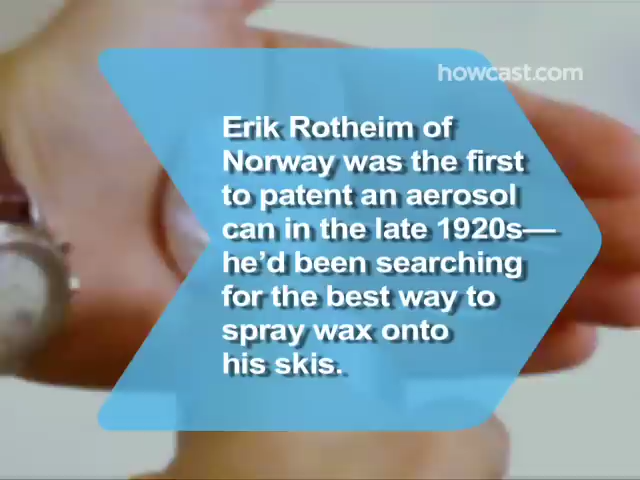 howcast.com
Erik Rotheim of
Norway was the first
to patent an aerosol
can in the late 1920s—
he'd been searching
for the best way to
spray wax onto
his skis.